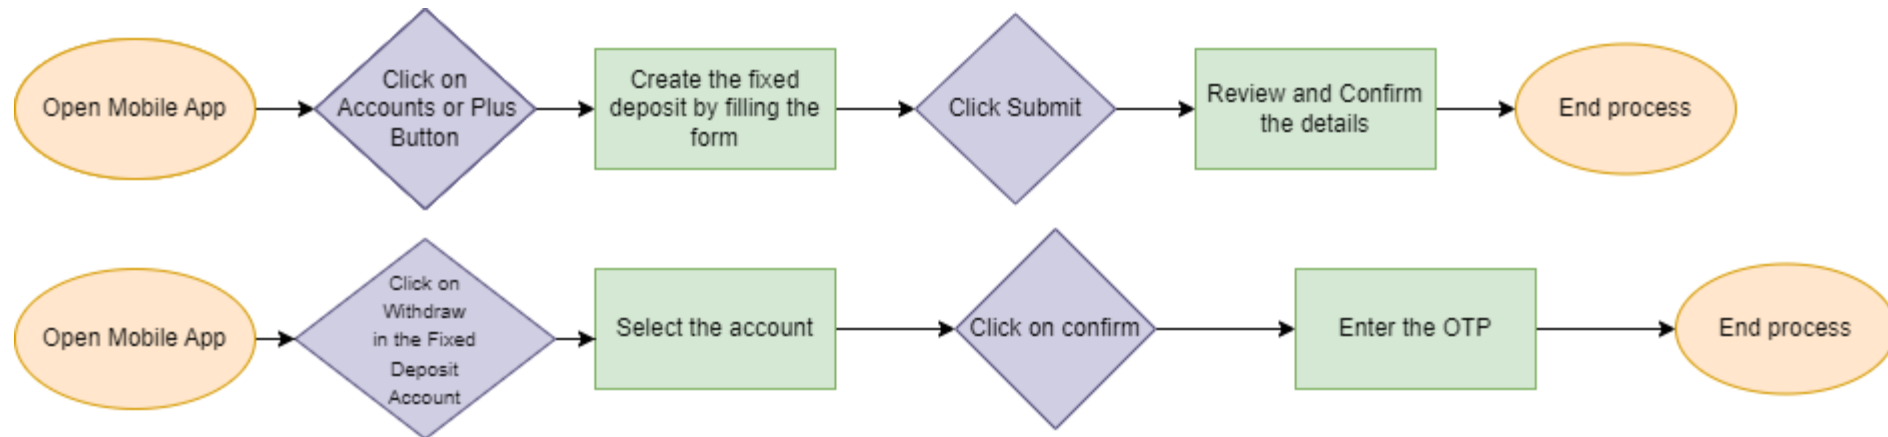 Open Mobile App
Click on
Accounts or Plus
Button
Create the fixed
deposit by filling the
form
Click Submit
Review and Confirm
the details
End process
Open Mobile App
Click on
Withdraw
in the Fixed
Deposit
Account
Select the account
Click on confirm
Enter the OTP
End process